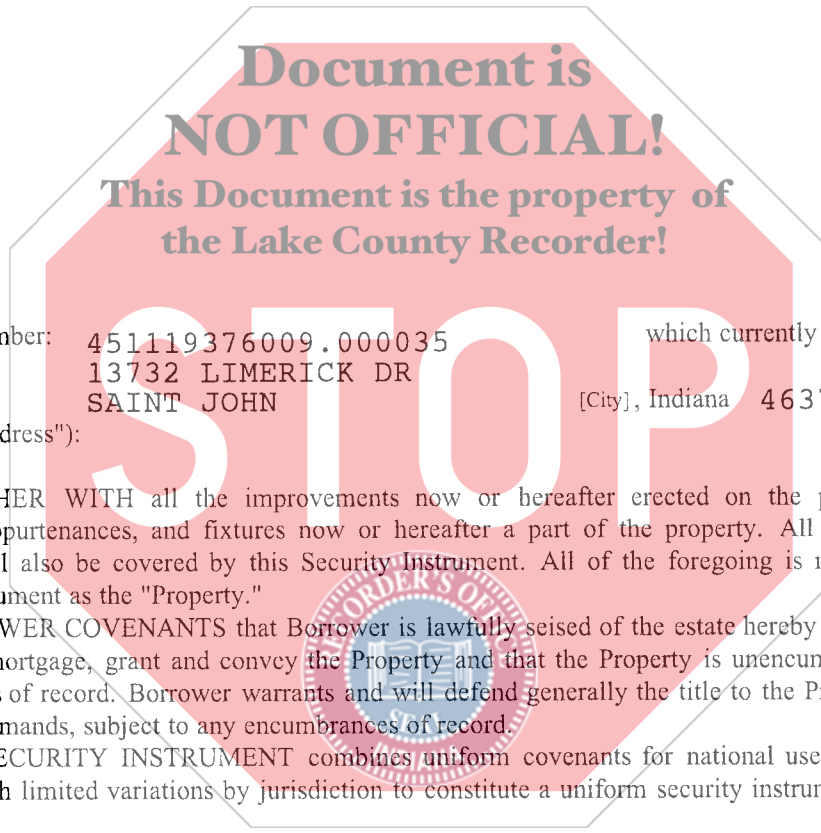 Document is
NOT OFFICIAL!
This Document is the property of
the Lake County Recorder!
STOP
mber: 451119376009.000035 which currently
13732 LIMERICK DR
SAINT JOHN [City], Indiana 4637
dress"):
HER WITH all the improvements now or hereafter erected on the p
ppurtenances, and fixtures now or hereafter a part of the property. All
l also be covered by this Security Instrument. All of the foregoing is r
ument as the "Property."
WER COVENANTS that Borrower is lawfully seised of the estate hereby
mortgage, grant and convey the Property and that the Property is unencum
s of record. Borrower warrants and will defend generally the title to the P
mands, subject to any encumbrances of record.
ECURITY INSTRUMENT combines uniform covenants for national use
h limited variations by jurisdiction to constitute a uniform security instru
RECORDER'S OFFICE
SEAL